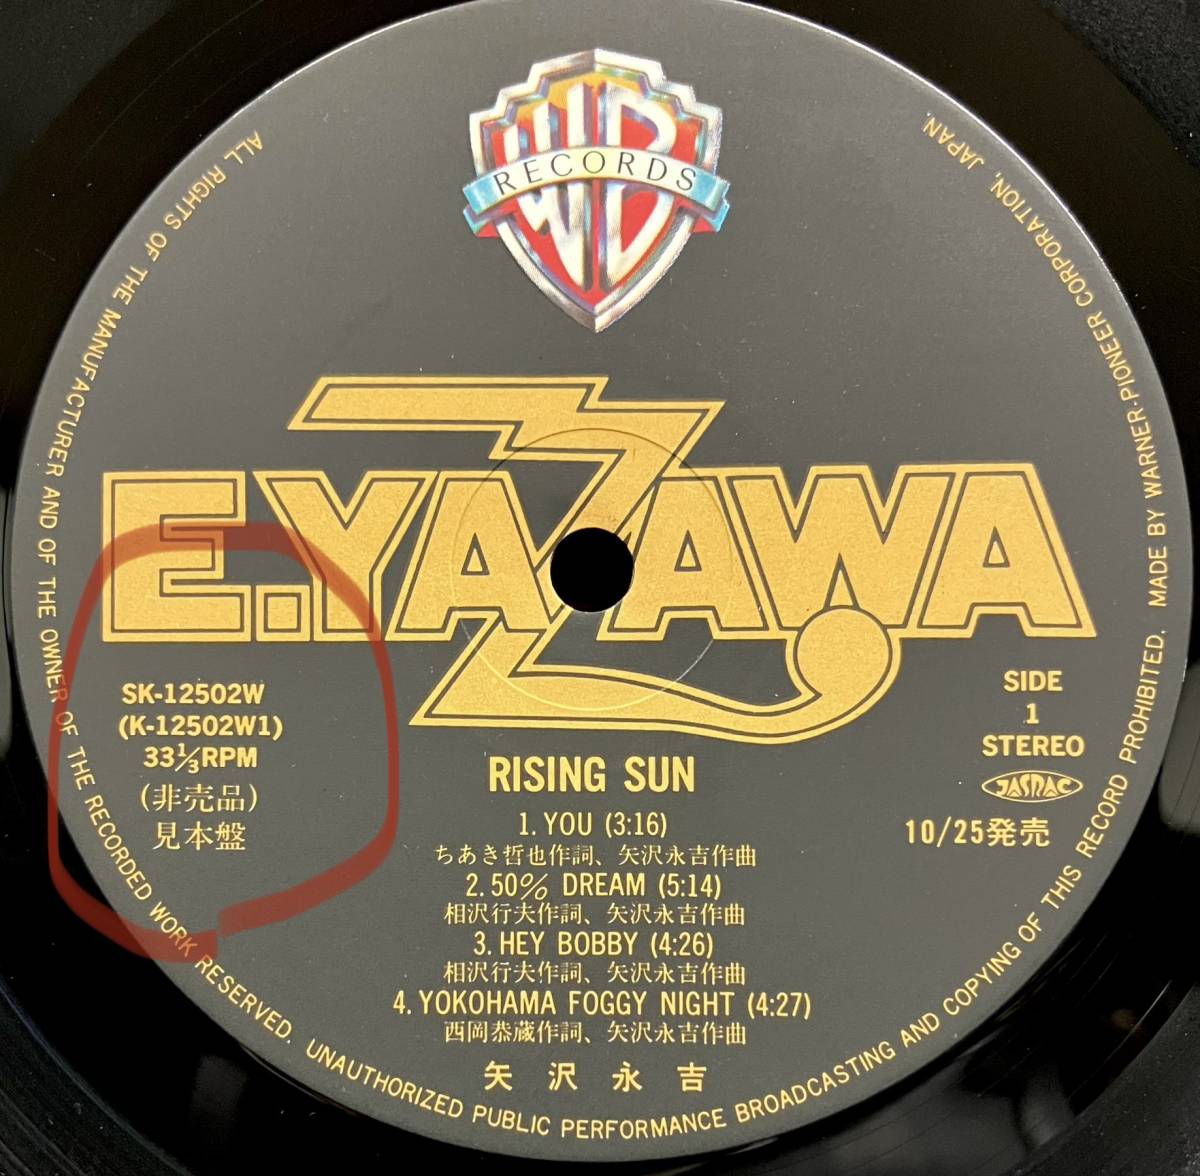 WB
RECORDS
E.YAZAWA
SK-12502W
(K-12502W1)
33⅓RPM
(非売品)
見本盤
SIDE
1
STEREO
JASRAC
10/25発売
RISING SUN
1. YOU (3:16)
ちあき哲也作詞、矢沢永吉作曲
2. 50% DREAM (5:14)
相沢行夫作詞、矢沢永吉作曲
3. HEY BOBBY (4:26)
相沢行夫作詞、矢沢永吉作曲
4. YOKOHAMA FOGGY NIGHT (4:27)
西岡恭蔵作詞、矢沢永吉作曲
矢沢永吉
ALL RIGHTS OF THE MANUFACTURER AND OF THE OWNER OF THE RECORDED WORK RESERVED. UNAUTHORIZED PUBLIC PERFORMANCE BROADCASTING AND COPYING OF THIS RECORD PROHIBITED. MADE BY WARNER-PIONEER CORPORATION, JAPAN.